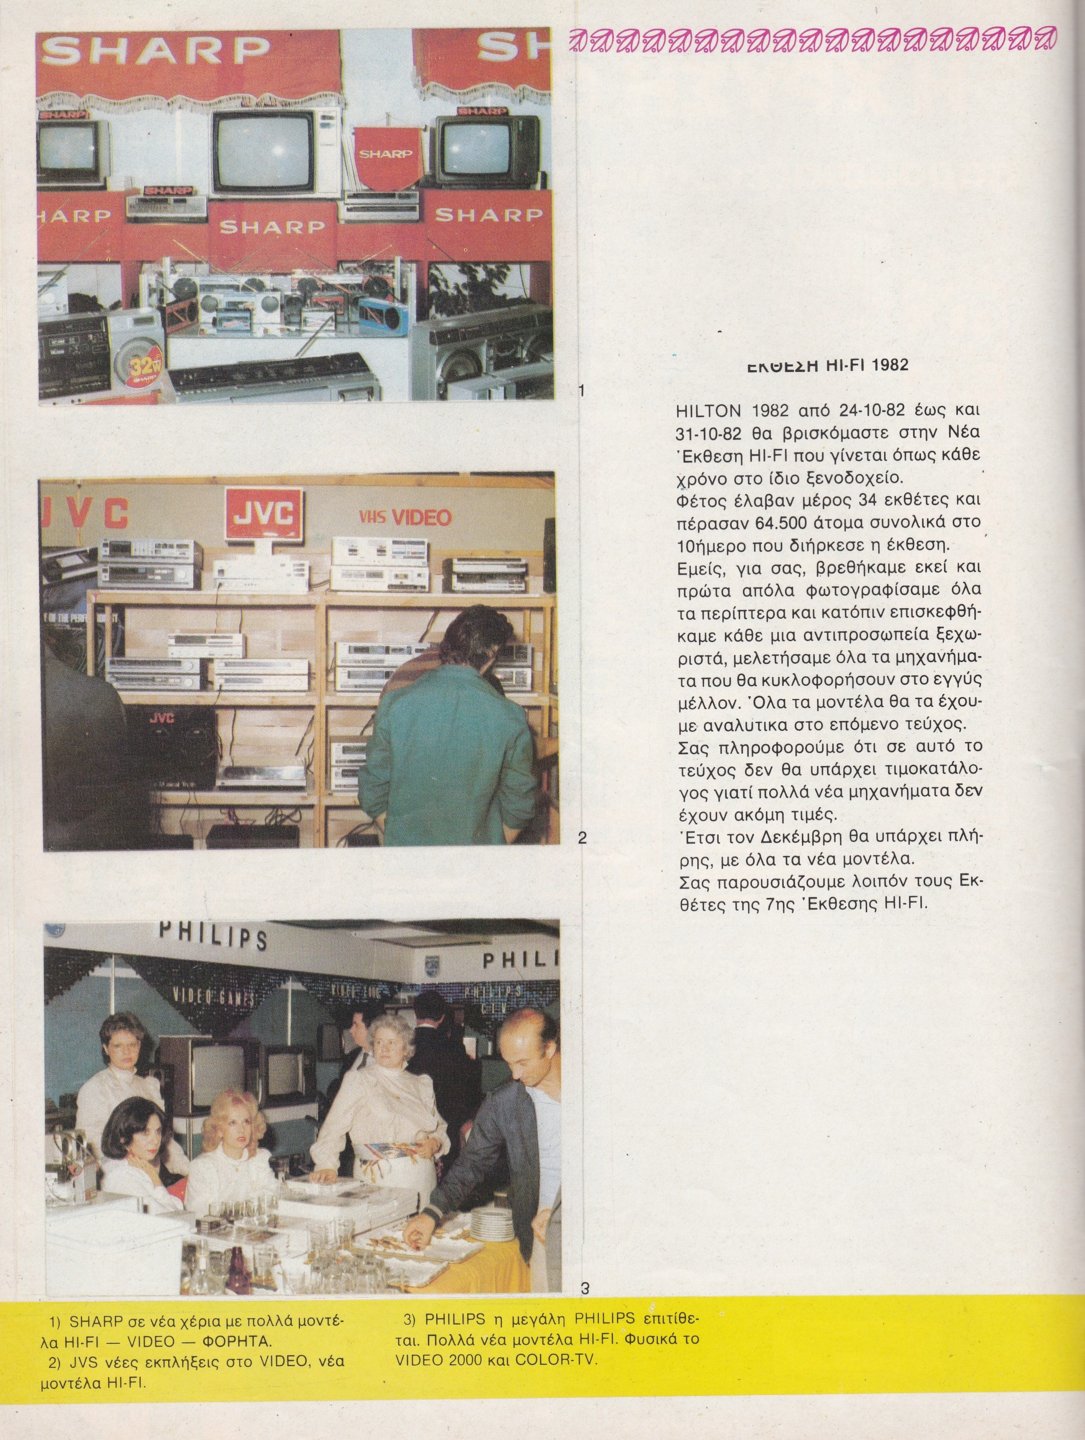 SHARP
SH
SHARP
SHARP
SHARP
SHARP
HARP
SHARP
SHARP
32W
1
ΕΚΘΕΣΗ HI-FI 1982
HILTON 1982 από 24-10-82 έως και
31-10-82 θα βρισκόμαστε στην Νέα
Έκθεση HI-FI που γίνεται όπως κάθε
χρόνο στο ίδιο ξενοδοχείο.
Φέτος έλαβαν μέρος 34 εκθέτες και
πέρασαν 64.500 άτομα συνολικά στο
10ήμερο που διήρκεσε η έκθεση.
Εμείς, για σας, βρεθήκαμε εκεί και
πρώτα απόλα φωτογραφίσαμε όλα
τα περίπτερα και κατόπιν επισκεφθή-
καμε κάθε μια αντιπροσωπεία ξεχω-
ριστά, μελετήσαμε όλα τα μηχανήμα-
τα που θα κυκλοφορήσουν στο εγγύς
μέλλον. Όλα τα μοντέλα θα τα έχου-
με αναλυτικα στο επόμενο τεύχος.
Σας πληροφορούμε ότι σε αυτό το
τεύχος δεν θα υπάρχει τιμοκατάλο-
γος γιατί πολλά νέα μηχανήματα δεν
έχουν ακόμη τιμές.
Έτσι τον Δεκέμβρη θα υπάρχει πλή-
ρης, με όλα τα νέα μοντέλα.
Σας παρουσιάζουμε λοιπόν τους Εκ-
θέτες της 7ης Έκθεσης HI-FI.
JVC
JVC
VHS VIDEO
JVC
2
PHILIPS
PHILI
VIDEO GAMES
PHILIPS
3
1) SHARP σε νέα χέρια με πολλά μοντέ-
λα HI-FI — VIDEO — ΦΟΡΗΤΑ.
2) JVS νέες εκπλήξεις στο VIDEO, νέα
μοντέλα HI-FI.
3) PHILIPS η μεγάλη PHILIPS επιτίθε-
ται. Πολλά νέα μοντέλα HI-FI. Φυσικά το
VIDEO 2000 και COLOR-TV.